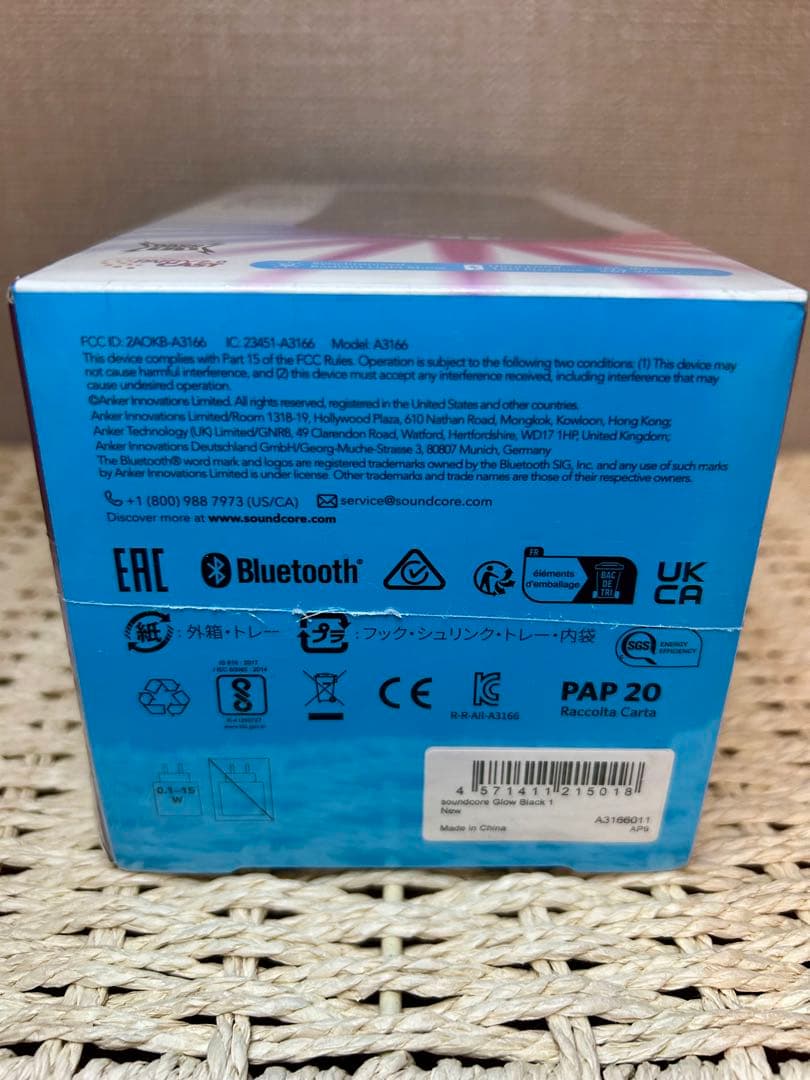 FCC ID: 2AOKB-A3166 IC: 23451-A3166 Model: A3166
This device complies with Part 15 of the FCC Rules. Operation is subject to the following two conditions: (1) This device may
not cause harmful interference, and (2) this device must accept any interference received, including interference that may
cause undesired operation.
©Anker Innovations Limited. All rights reserved, registered in the United States and other countries.
Anker Innovations Limited/Room 1318-19, Hollywood Plaza, 610 Nathan Road, Mongkok, Kowloon, Hong Kong;
Anker Technology (UK) Limited/GNR8, 49 Clarendon Road, Watford, Hertfordshire, WD17 1HP, United Kingdom;
Anker Innovations Deutschland GmbH/Georg-Muche-Strasse 3, 80807 Munich, Germany
The Bluetooth® word mark and logos are registered trademarks owned by the Bluetooth SIG, Inc. and any use of such marks
by Anker Innovations Limited is under license. Other trademarks and trade names are those of their respective owners.
+1 (800) 988 7973 (US/CA) service@soundcore.com
Discover more at www.soundcore.com
EAC Bluetooth®
FR
éléments
d'emballage
BAC
DE
TRI
UK
CA
紙 : 外箱・トレー
プラ : フック・シュリンク・トレー・内袋
SGS ENERGY
EFFICIENCY
CE
R-R-AII-A3166
PAP 20
Raccolta Carta
0.1–15
W
4 571411 215018
soundcore Glow Black 1
New
A3166011
Made in China
AP9